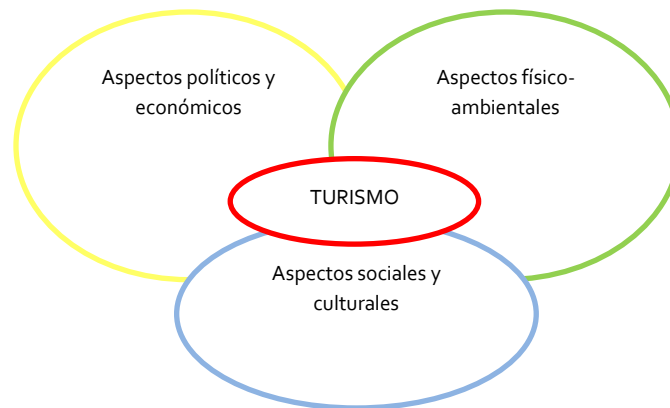 Aspectos políticos y
económicos
Aspectos físico-
ambientales
TURISMO
Aspectos sociales y
culturales